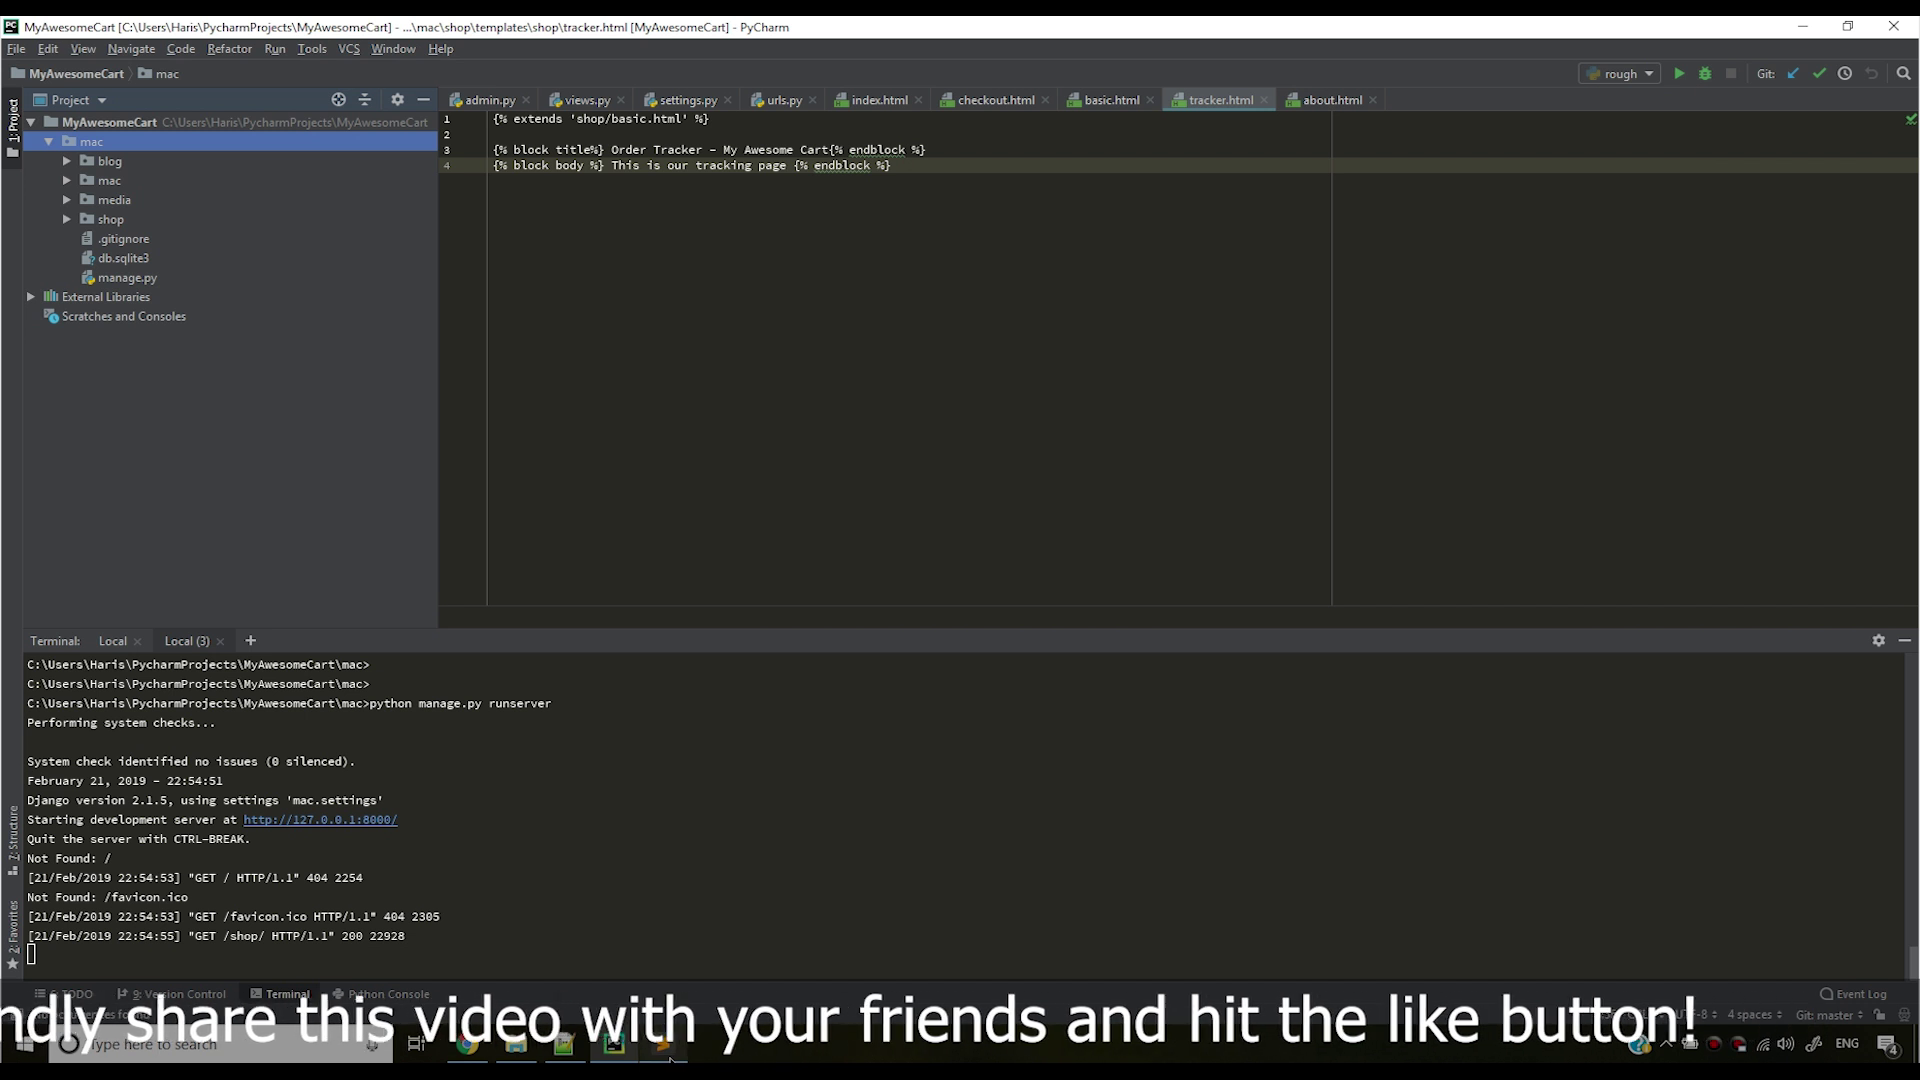 MyAwesomeCart [C:\Users\Haris\PycharmProjects\MyAwesomeCart] - ...\mac\shop\templates\shop\tracker.html [MyAwesomeCart] - PyCharm
File Edit View Navigate Code Refactor Run Tools VCS Window Help
MyAwesomeCart mac rough Git:
1: Project
Project admin.py views.py settings.py urls.py index.html checkout.html basic.html tracker.html about.html
MyAwesomeCart C:\Users\Haris\PycharmProjects\MyAwesomeCart
mac
blog
mac
media
shop
.gitignore
db.sqlite3
manage.py
External Libraries
Scratches and Consoles
1 {% extends 'shop/basic.html' %}
2
3 {% block title%} Order Tracker - My Awesome Cart{% endblock %}
4 {% block body %} This is our tracking page {% endblock %}
Terminal: Local Local (3) +
C:\Users\Haris\PycharmProjects\MyAwesomeCart\mac>
C:\Users\Haris\PycharmProjects\MyAwesomeCart\mac>
C:\Users\Haris\PycharmProjects\MyAwesomeCart\mac>python manage.py runserver
Performing system checks...
System check identified no issues (0 silenced).
February 21, 2019 - 22:54:51
Django version 2.1.5, using settings 'mac.settings'
Starting development server at http://127.0.0.1:8000/
Quit the server with CTRL-BREAK.
Not Found: /
[21/Feb/2019 22:54:53] "GET / HTTP/1.1" 404 2254
Not Found: /favicon.ico
[21/Feb/2019 22:54:53] "GET /favicon.ico HTTP/1.1" 404 2305
[21/Feb/2019 22:54:55] "GET /shop/ HTTP/1.1" 200 22928
7: Structure
2: Favorites
6: TODO 9: Version Control Terminal Python Console Event Log
ndly share this video with your friends and hit the like button!
4 spaces Git: master
Type here to search ENG 4